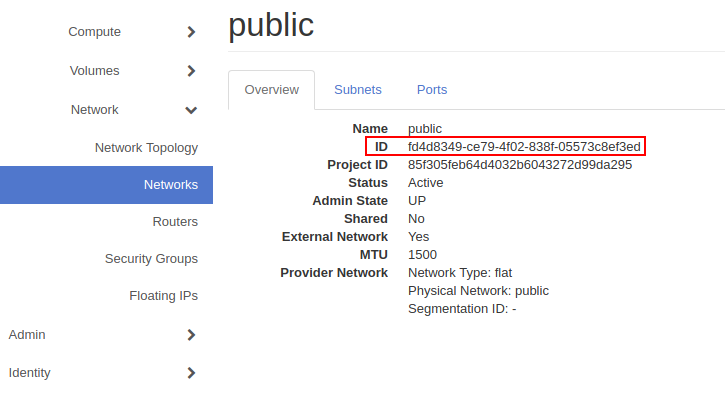 public
Compute
Volumes
Network
Network Topology
Networks
Routers
Security Groups
Floating IPs
Admin
Identity
Overview Subnets Ports
Name public
ID fd4d8349-ce79-4f02-838f-05573c8ef3ed
Project ID 85f305feb64d4032b6043272d99da295
Status Active
Admin State UP
Shared No
External Network Yes
MTU 1500
Provider Network Network Type: flat
Physical Network: public
Segmentation ID: -